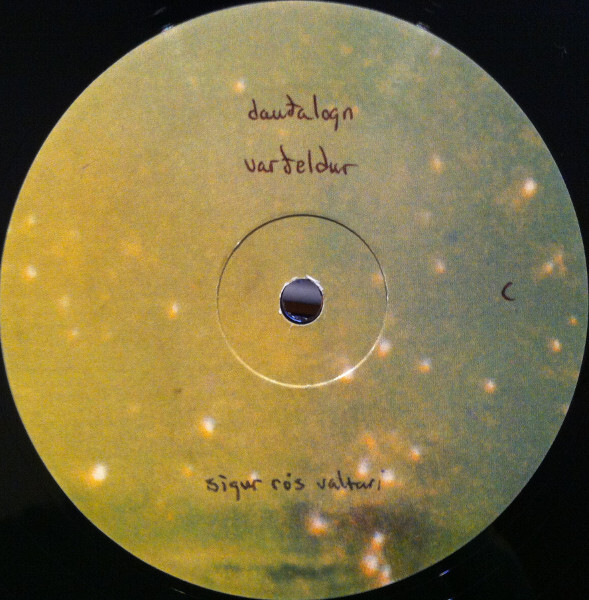 dauðalogn
varðeldur
C
sigur rós valtari